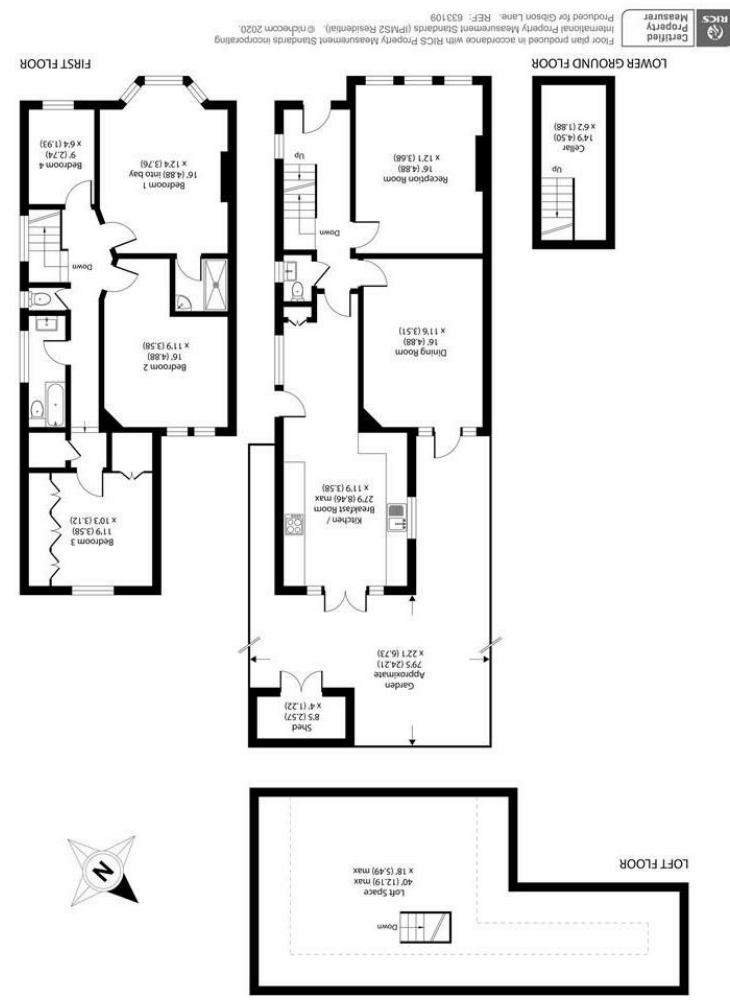 LOFT FLOOR
Down
Loft Space
40' (12.19) max
x 18' (5.49) max
N
Shed
8'5 (2.57)
x 4' (1.22)
Garden
Approximate
79'5 (24.21)
x 22'1 (6.73)
Kitchen /
Breakfast Room
27'9 (8.46) max
x 11'9 (3.58)
Dining Room
16' (4.88)
x 11'6 (3.51)
Down
Up
Reception Room
16' (4.88)
x 12'1 (3.68)
Bedroom 3
11'9 (3.58)
x 10'3 (3.12)
Bedroom 2
16' (4.88)
x 11'9 (3.58)
Down
Bedroom 1
16' (4.88) into bay
x 12'4 (3.76)
Bedroom 4
9' (2.74)
x 6'4 (1.93)
Up
Cellar
14'9 (4.50)
x 6'2 (1.88)
LOWER GROUND FLOOR
FIRST FLOOR
RICS
Certified
Property
Measurer
Floor plan produced in accordance with RICS Property Measurement Standards incorporating
International Property Measurement Standards (IPMS2 Residential). © nichecom 2020.
Produced for Gibson Lane. REF: 633109